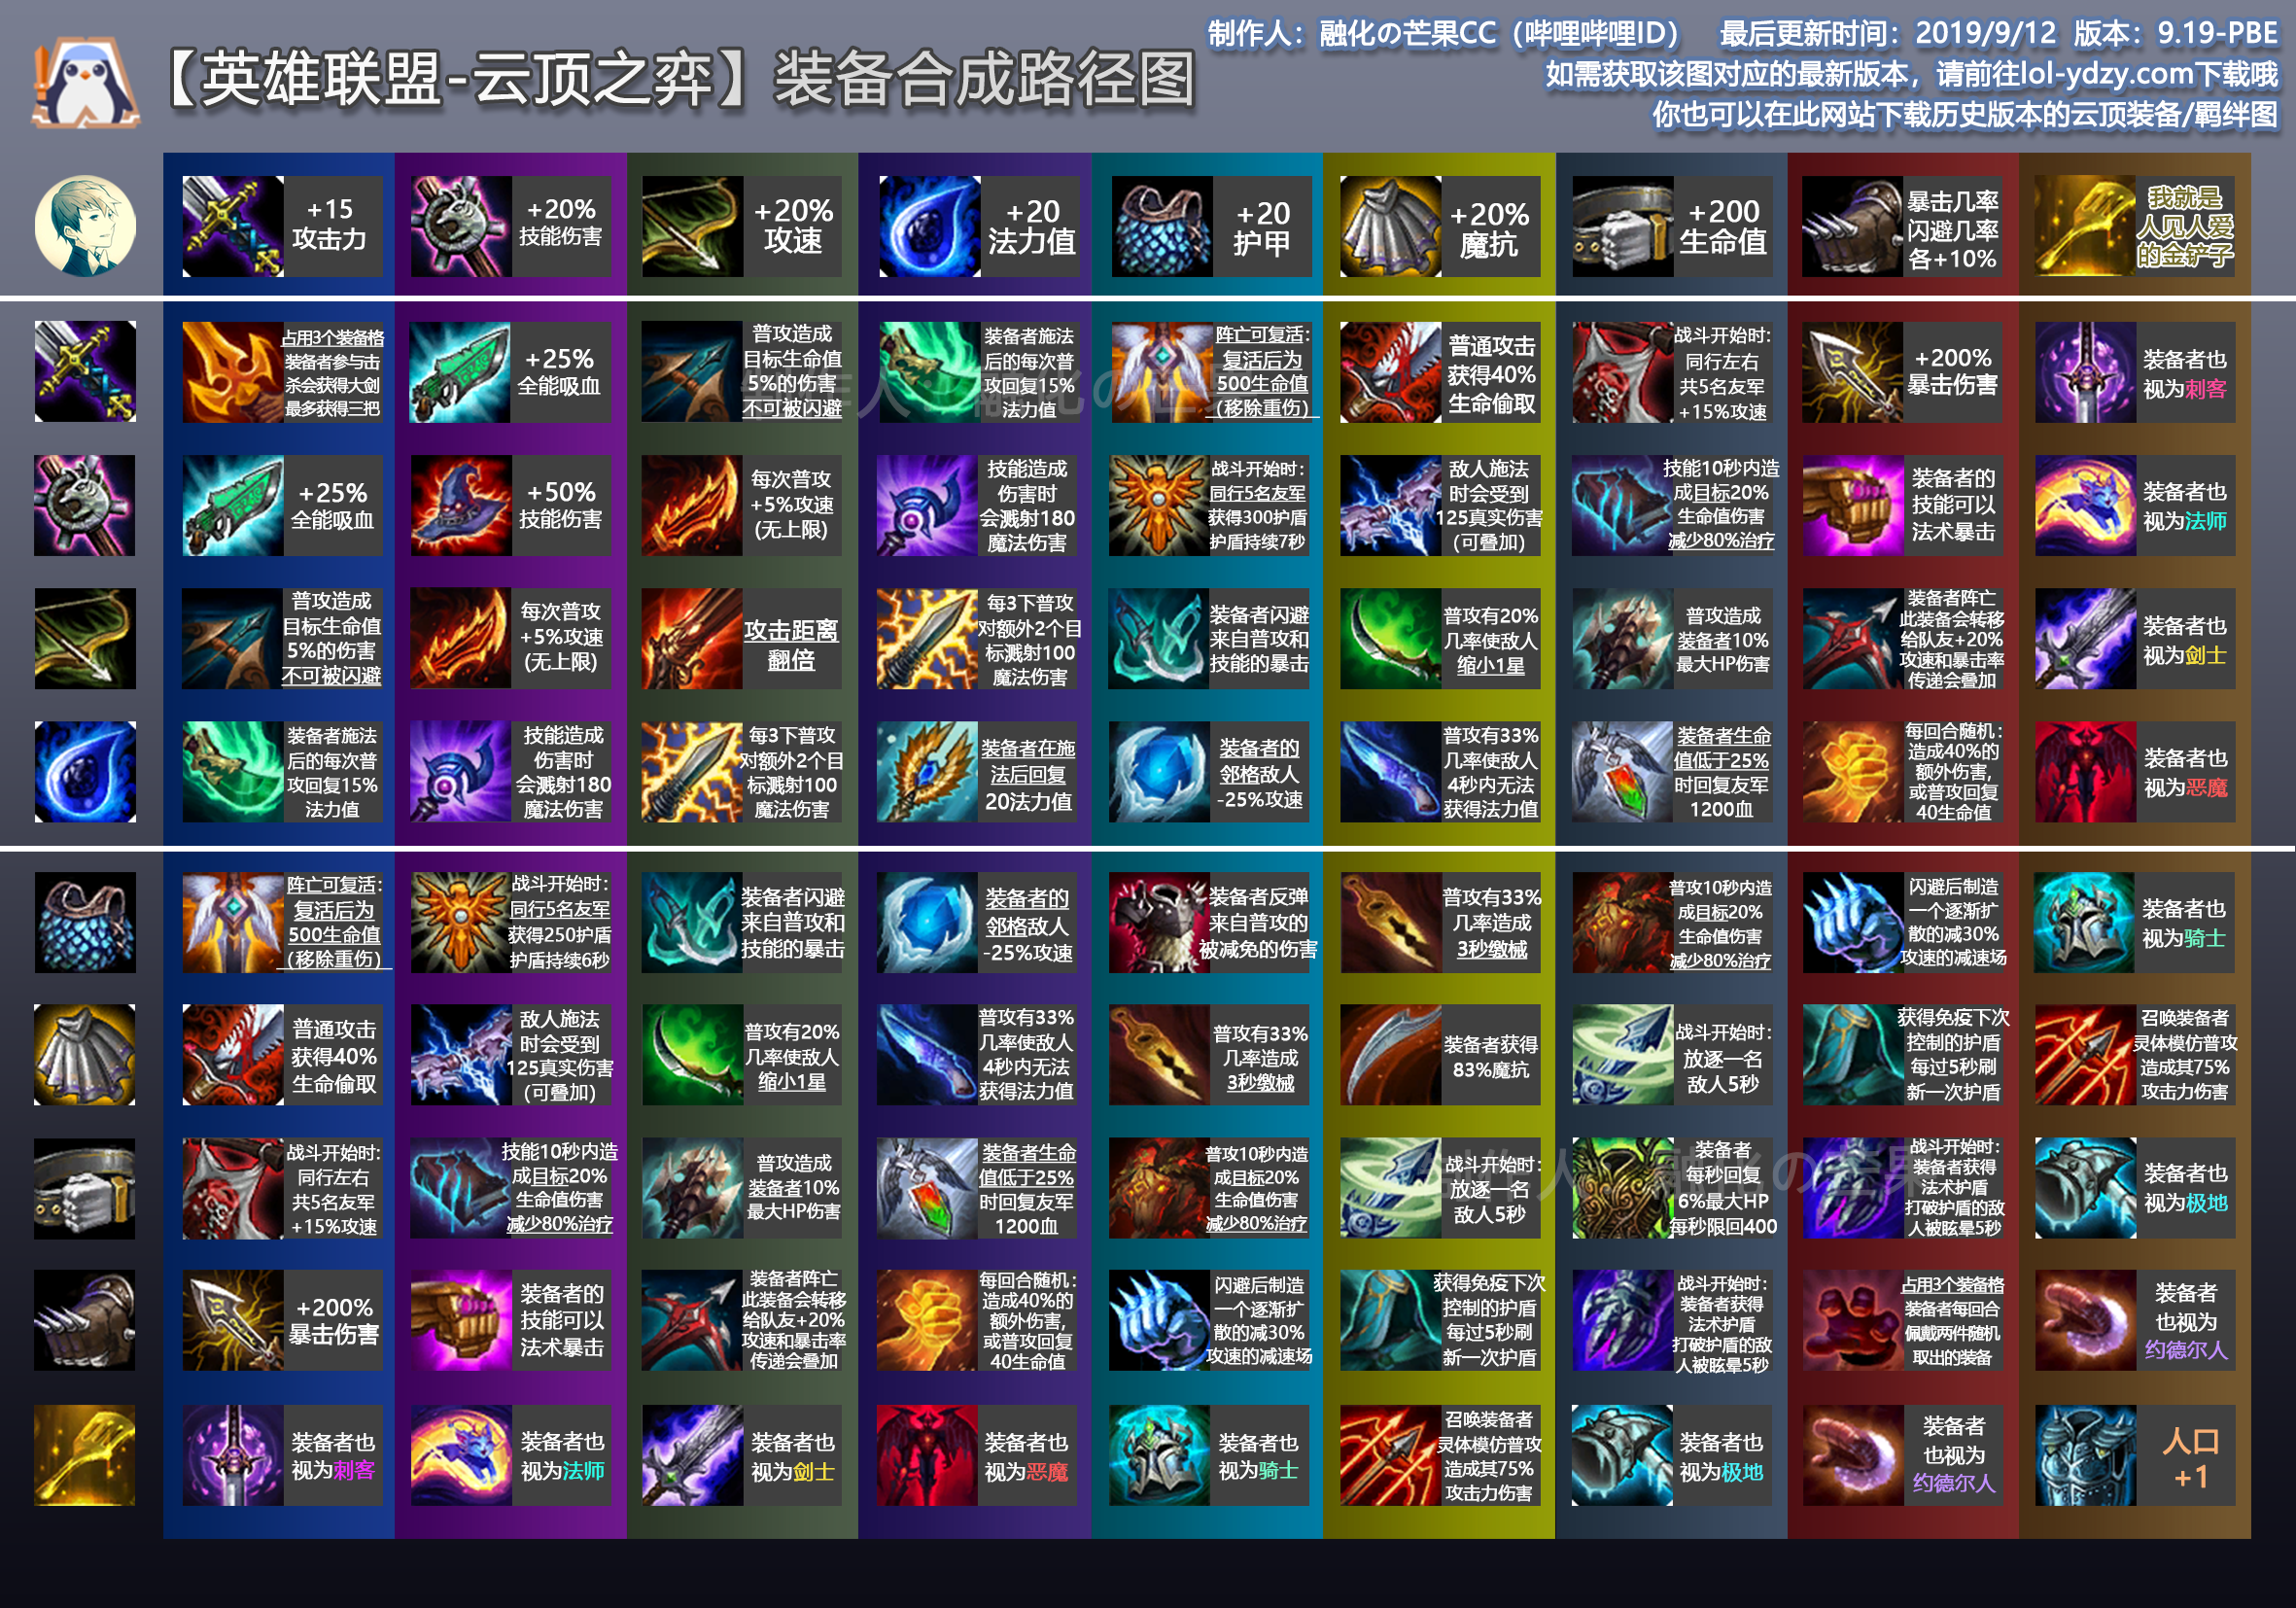 【英雄联盟-云顶之弈】装备合成路径图
制作人：融化の芒果CC（哔哩哔哩ID） 最后更新时间：2019/9/12 版本：9.19-PBE
如需获取该图对应的最新版本，请前往lol-ydzy.com下载哦
你也可以在此网站下载历史版本的云顶装备/羁绊图
+15
攻击力
+20%
技能伤害
+20%
攻速
+20
法力值
+20
护甲
+20%
魔抗
+200
生命值
暴击几率
闪避几率
各+10%
我就是
人见人爱
的金铲子
占用3个装备格
装备者参与击
杀会获得大剑
最多获得三把
+25%
全能吸血
普攻造成
目标生命值
5%的伤害
不可被闪避
装备者施法
后的每次普
攻回复15%
法力值
阵亡可复活：
复活后为
500生命值
（移除重伤）
普通攻击
获得40%
生命偷取
战斗开始时：
同行左右
共5名友军
+15%攻速
+200%
暴击伤害
装备者也
视为刺客
+25%
全能吸血
+50%
技能伤害
每次普攻
+5%攻速
(无上限)
技能造成
伤害时
会溅射180
魔法伤害
战斗开始时：
同行5名友军
获得300护盾
护盾持续7秒
敌人施法
时会受到
125真实伤害
(可叠加)
技能10秒内造
成目标20%
生命值伤害
减少80%治疗
装备者的
技能可以
法术暴击
装备者也
视为法师
普攻造成
目标生命值
5%的伤害
不可被闪避
每次普攻
+5%攻速
(无上限)
攻击距离
翻倍
每3下普攻
对额外2个目
标溅射100
魔法伤害
装备者闪避
来自普攻和
技能的暴击
普攻有20%
几率使敌人
缩小1星
普攻造成
装备者10%
最大HP伤害
装备者阵亡
此装备会转移
给队友+20%
攻速和暴击率
传递会叠加
装备者也
视为剑士
装备者施法
后的每次普
攻回复15%
法力值
技能造成
伤害时
会溅射180
魔法伤害
每3下普攻
对额外2个目
标溅射100
魔法伤害
装备者在施
法后回复
20法力值
装备者的
邻格敌人
-25%攻速
普攻有33%
几率使敌人
4秒内无法
获得法力值
装备者生命
值低于25%
时回复友军
1200血
每回合随机：
造成40%的
额外伤害,
或普攻回复
40生命值
装备者也
视为恶魔
阵亡可复活：
复活后为
500生命值
（移除重伤）
战斗开始时：
同行5名友军
获得250护盾
护盾持续6秒
装备者闪避
来自普攻和
技能的暴击
装备者的
邻格敌人
-25%攻速
装备者反弹
来自普攻的
被减免的伤害
普攻有33%
几率造成
3秒缴械
普攻10秒内造
成目标20%
生命值伤害
减少80%治疗
闪避后制造
一个逐渐扩
散的减30%
攻速的减速场
装备者也
视为骑士
普通攻击
获得40%
生命偷取
敌人施法
时会受到
125真实伤害
(可叠加)
普攻有20%
几率使敌人
缩小1星
普攻有33%
几率使敌人
4秒内无法
获得法力值
普攻有33%
几率造成
3秒缴械
装备者获得
83%魔抗
战斗开始时：
放逐一名
敌人5秒
获得免疫下次
控制的护盾
每过5秒刷
新一次护盾
召唤装备者
灵体模仿普攻
造成其75%
攻击力伤害
战斗开始时：
同行左右
共5名友军
+15%攻速
技能10秒内造
成目标20%
生命值伤害
减少80%治疗
普攻造成
装备者10%
最大HP伤害
装备者生命
值低于25%
时回复友军
1200血
普攻10秒内造
成目标20%
生命值伤害
减少80%治疗
战斗开始时：
放逐一名
敌人5秒
装备者
每秒回复
6%最大HP
每秒限回400
战斗开始时：
装备者获得
法术护盾
打破护盾的敌
人被眩晕5秒
装备者也
视为极地
+200%
暴击伤害
装备者的
技能可以
法术暴击
装备者阵亡
此装备会转移
给队友+20%
攻速和暴击率
传递会叠加
每回合随机：
造成40%的
额外伤害,
或普攻回复
40生命值
闪避后制造
一个逐渐扩
散的减30%
攻速的减速场
获得免疫下次
控制的护盾
每过5秒刷
新一次护盾
战斗开始时：
装备者获得
法术护盾
打破护盾的敌
人被眩晕5秒
占用3个装备格
装备者每回合
佩戴两件随机
取出的装备
装备者
也视为
约德尔人
装备者也
视为刺客
装备者也
视为法师
装备者也
视为剑士
装备者也
视为恶魔
装备者也
视为骑士
召唤装备者
灵体模仿普攻
造成其75%
攻击力伤害
装备者也
视为极地
装备者
也视为
约德尔人
人口
+1